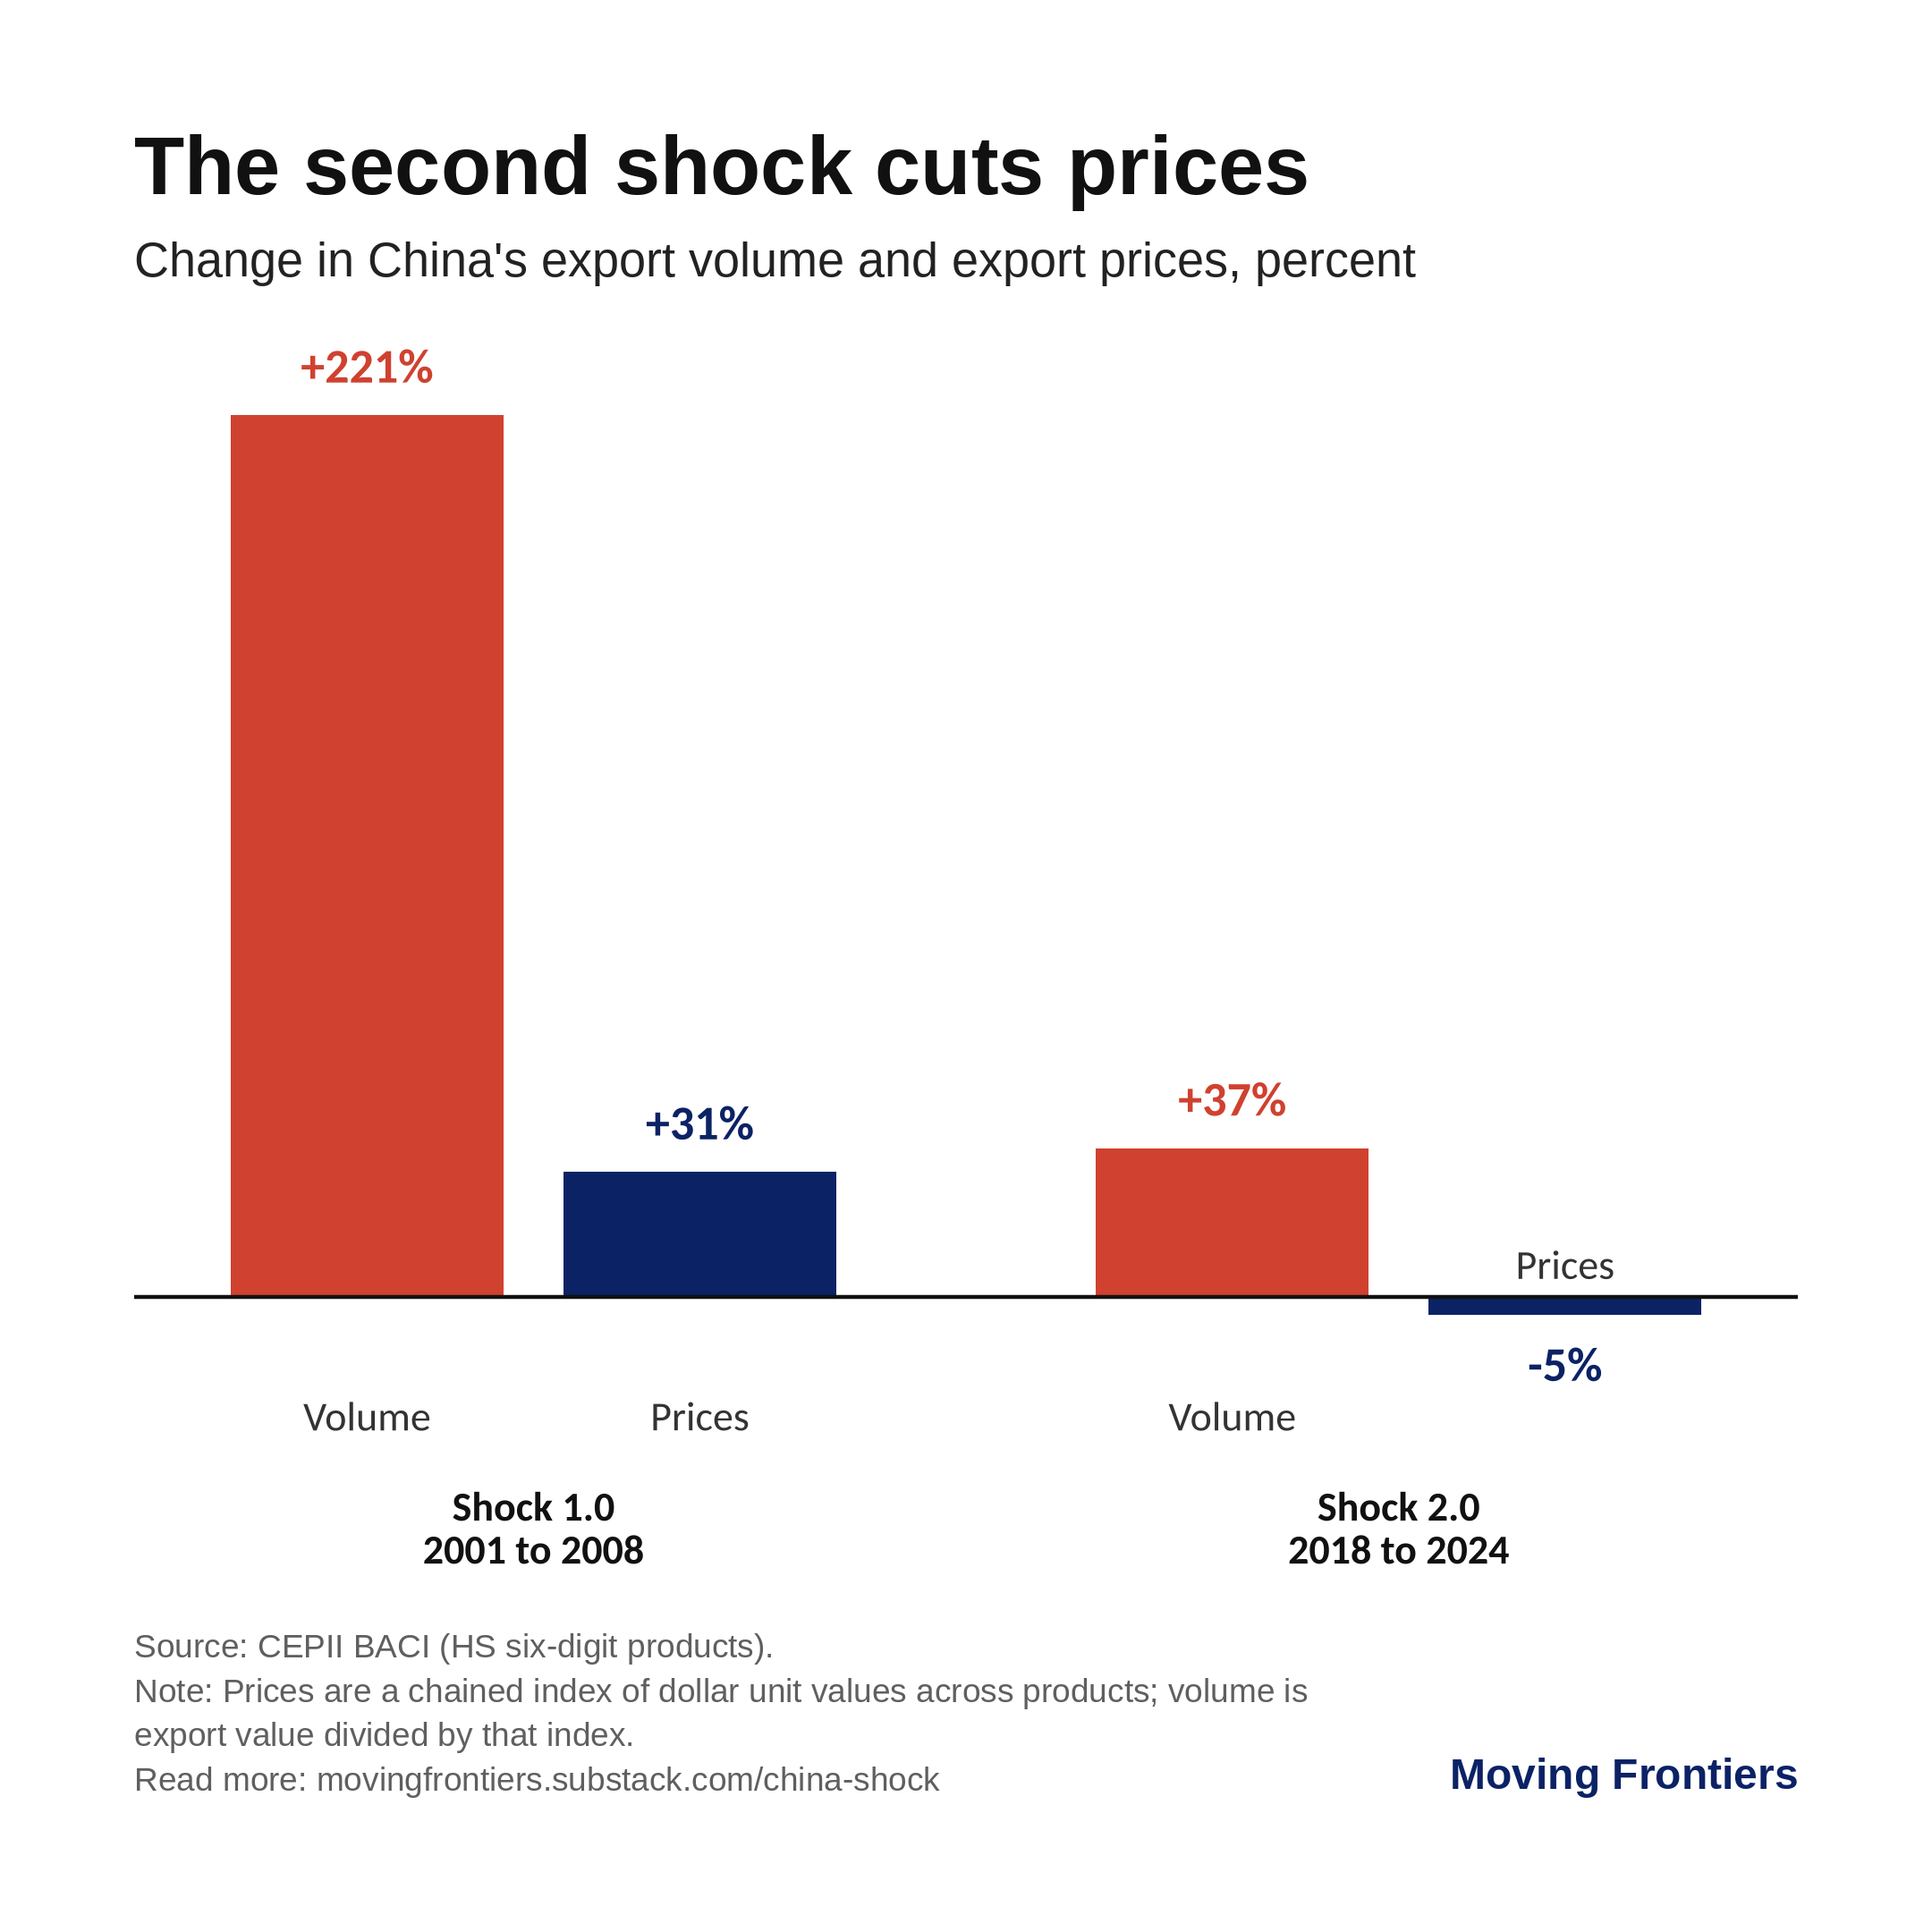 The second shock cuts prices
Change in China's export volume and export prices, percent
+221%
+31%
+37%
Prices
-5%
Volume
Prices
Volume
Shock 1.0
2001 to 2008
Shock 2.0
2018 to 2024
Source: CEPII BACI (HS six-digit products).
Note: Prices are a chained index of dollar unit values across products; volume is
export value divided by that index.
Read more: movingfrontiers.substack.com/china-shock
Moving Frontiers